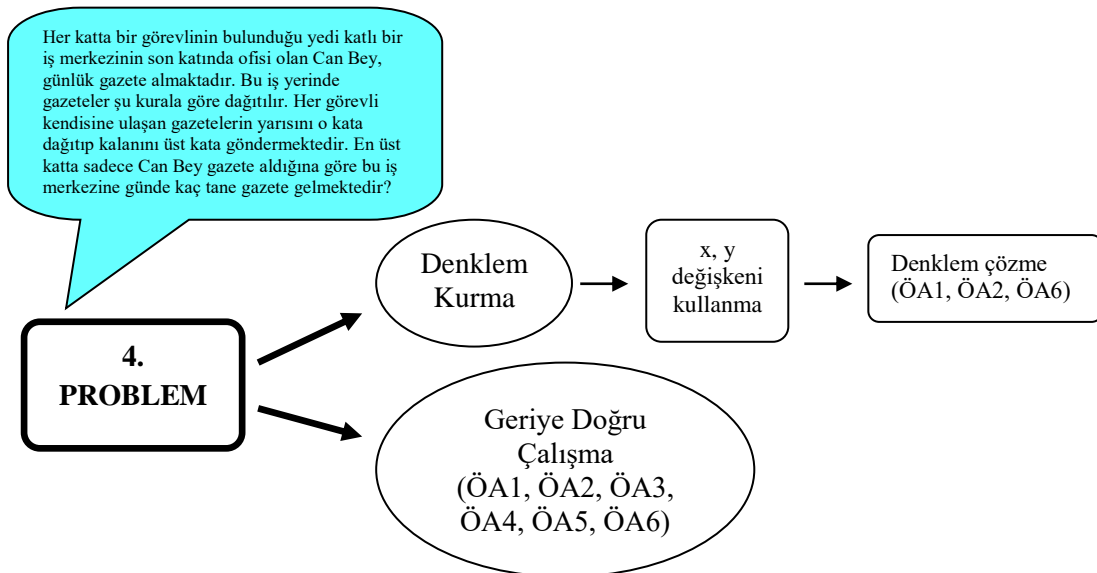 Her katta bir görevlinin bulunduğu yedi katlı bir
iş merkezinin son katında ofisi olan Can Bey,
günlük gazete almaktadır. Bu iş yerinde
gazeteler şu kurala göre dağıtılır. Her görevli
kendisine ulaşan gazetelerin yarısını o kata
dağıtıp kalanını üst kata göndermektedir. En üst
katta sadece Can Bey gazete aldığına göre bu iş
merkezine günde kaç tane gazete gelmektedir?
4.
PROBLEM
Denklem
Kurma
x, y
değişkeni
kullanma
Denklem çözme
(ÖA1, ÖA2, ÖA6)
Geriye Doğru
Çalışma
(ÖA1, ÖA2, ÖA3,
ÖA4, ÖA5, ÖA6)